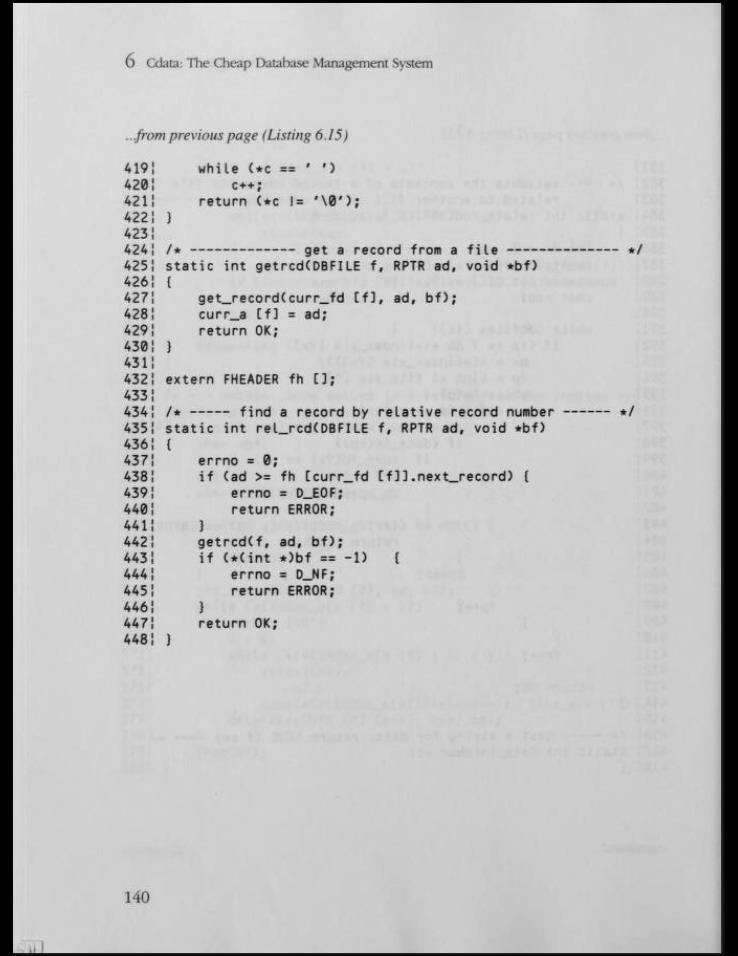 6 Cdata: The Cheap Database Management System
...from previous page (Listing 6.15)
419¦     while (*c == ' ')
420¦         c++;
421¦     return (*c != '\0');
422¦ }
423¦
424¦ /* ------------- get a record from a file -------------- */
425¦ static int getrcd(DBFILE f, RPTR ad, void *bf)
426¦ {
427¦     get_record(curr_fd [f], ad, bf);
428¦     curr_a [f] = ad;
429¦     return OK;
430¦ }
431¦
432¦ extern FHEADER fh [];
433¦
434¦ /* ----- find a record by relative record number ------ */
435¦ static int rel_rcd(DBFILE f, RPTR ad, void *bf)
436¦ {
437¦     errno = 0;
438¦     if (ad >= fh [curr_fd [f]].next_record) {
439¦         errno = D_EOF;
440¦         return ERROR;
441¦     }
442¦     getrcd(f, ad, bf);
443¦     if (*(int *)bf == -1)   {
444¦         errno = D_NF;
445¦         return ERROR;
446¦     }
447¦     return OK;
448¦ }
140